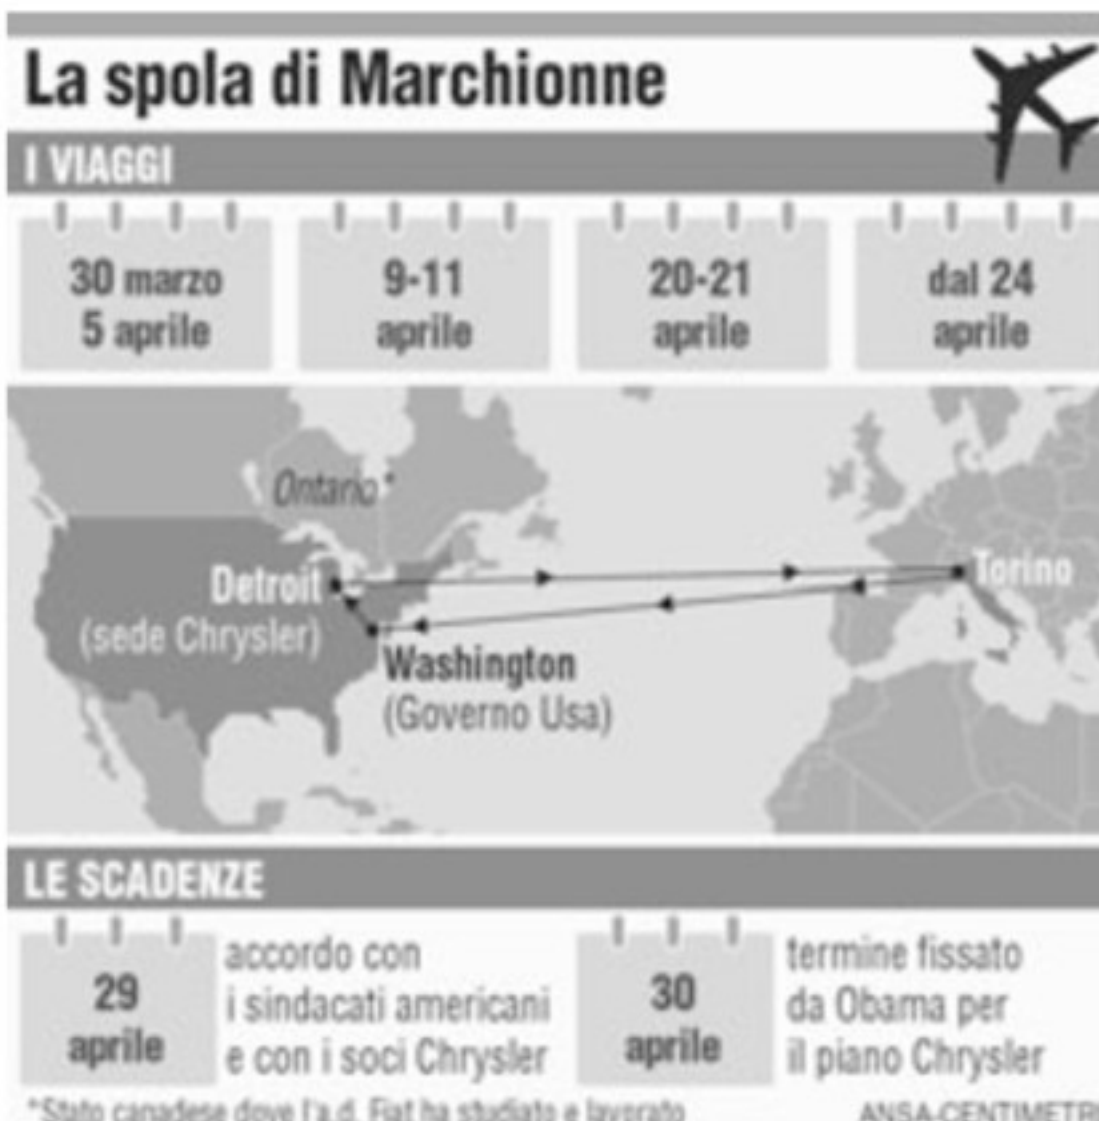 La spola di Marchionne
I VIAGGI
30 marzo
5 aprile
9-11
aprile
20-21
aprile
dal 24
aprile
Ontario*
Detroit
(sede Chrysler)
Torino
Washington
(Governo Usa)
LE SCADENZE
29
aprile
accordo con
i sindacati americani
e con i soci Chrysler
30
aprile
termine fissato
da Obama per
il piano Chrysler
*Stato canadese dove l'a.d. Fiat ha studiato e lavorato
ANSA-CENTIMETRI